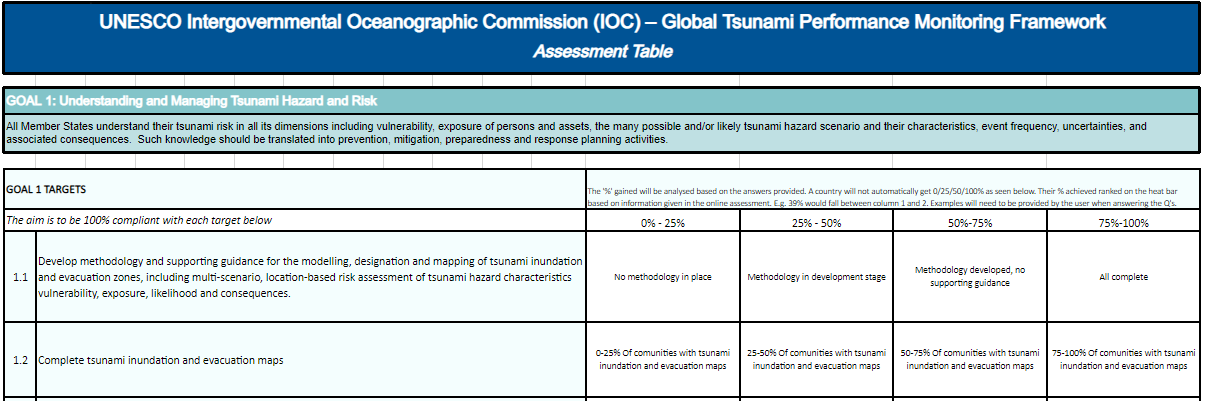 UNESCO Intergovernmental Oceanographic Commission (IOC) – Global Tsunami Performance Monitoring Framework
Assessment Table
GOAL 1: Understanding and Managing Tsunami Hazard and Risk
All Member States understand their tsunami risk in all its dimensions including vulnerability, exposure of persons and assets, the many possible and/or likely tsunami hazard scenario and their characteristics, event frequency, uncertainties, and
associated consequences. Such knowledge should be translated into prevention, mitigation, preparedness and response planning activities.
GOAL 1 TARGETS
The '%' gained will be analysed based on the answers provided. A country will not automatically get 0/25/50/100% as seen below. Their % achieved ranked on the heat bar
based on information given in the online assessment. E.g. 39% would fall between column 1 and 2. Examples will need to be provided by the user when answering the Q's.
The aim is to be 100% compliant with each target below
0% - 25%
25% - 50%
50%-75%
75%-100%
1.1
Develop methodology and supporting guidance for the modelling, designation and mapping of tsunami inundation
and evacuation zones, including multi-scenario, location-based risk assessment of tsunami hazard characteristics
vulnerability, exposure, likelihood and consequences.
No methodology in place
Methodology in development stage
Methodology developed, no
supporting guidance
All complete
1.2
Complete tsunami inundation and evacuation maps
0-25% Of comunities with tsunami
inundation and evacuation maps
25-50% Of comunities with tsunami
inundation and evacuation maps
50-75% Of comunities with tsunami
inundation and evacuation maps
75-100% Of comunities with tsunami
inundation and evacuation maps